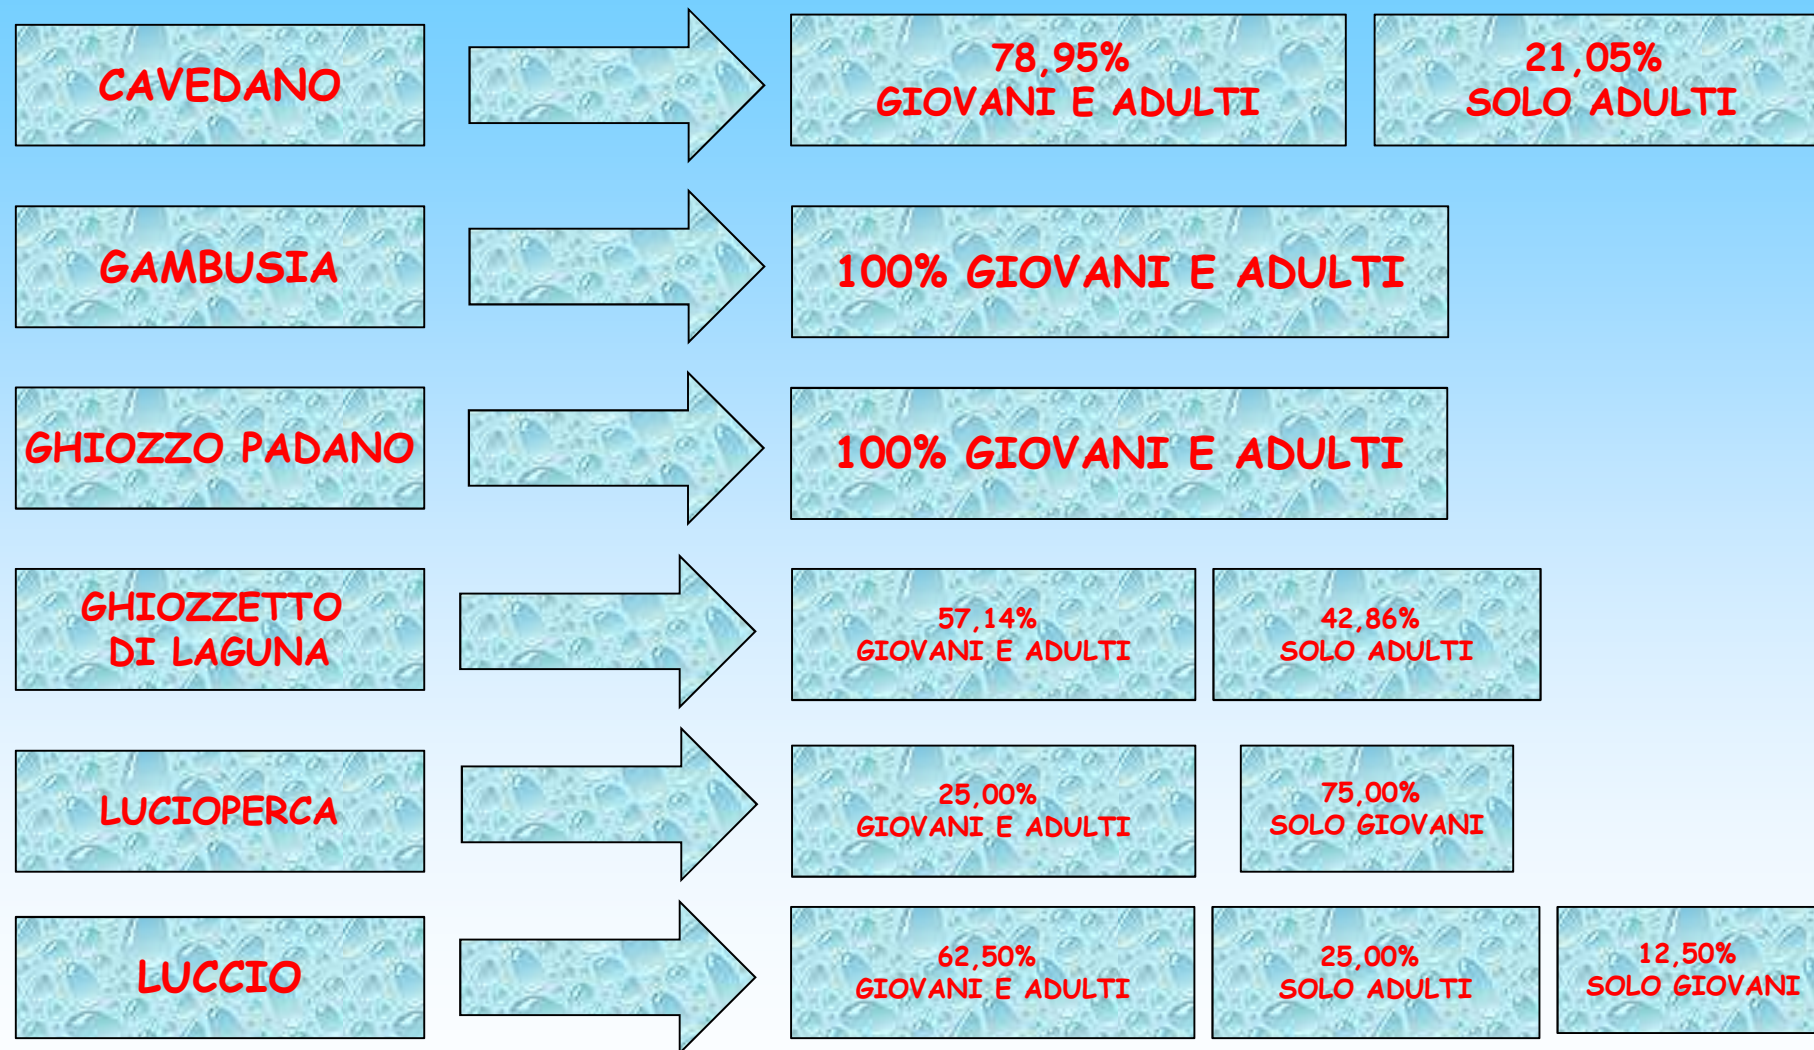 CAVEDANO
78,95%
GIOVANI E ADULTI
21,05%
SOLO ADULTI
GAMBUSIA
100% GIOVANI E ADULTI
GHIOZZO PADANO
100% GIOVANI E ADULTI
GHIOZZETTO
DI LAGUNA
57,14%
GIOVANI E ADULTI
42,86%
SOLO ADULTI
LUCIOPERCA
25,00%
GIOVANI E ADULTI
75,00%
SOLO GIOVANI
LUCCIO
62,50%
GIOVANI E ADULTI
25,00%
SOLO ADULTI
12,50%
SOLO GIOVANI